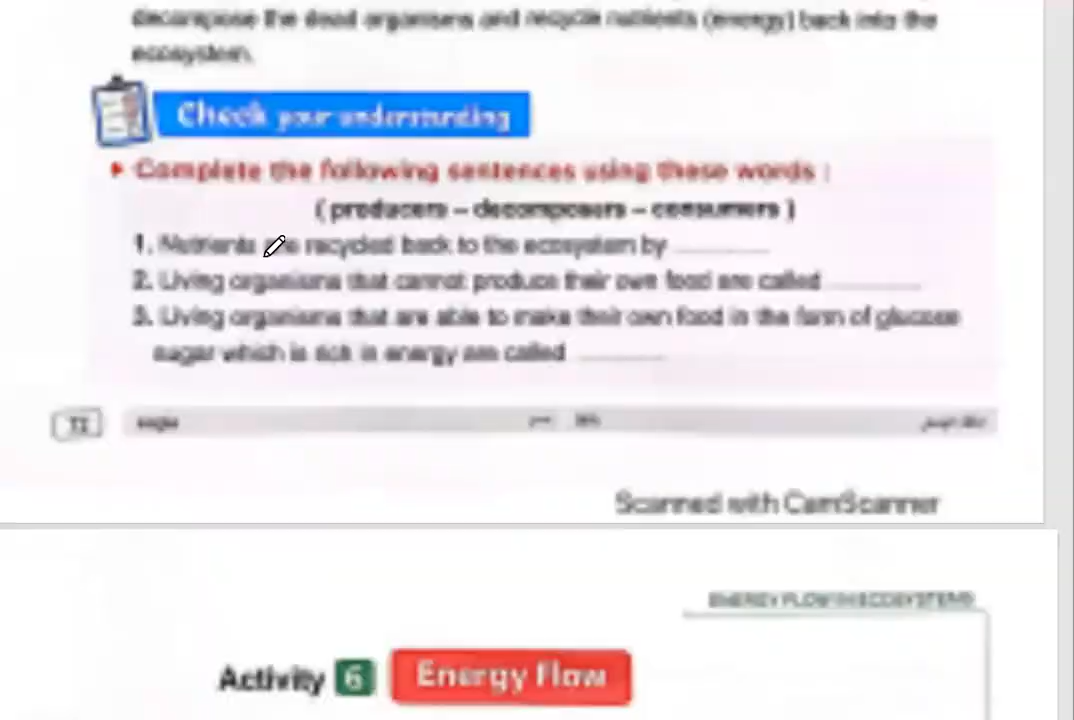 decompose the dead organisms and recycle nutrients (energy) back into the
ecosystem.
Check your understanding
Complete the following sentences using these words :
( producers – decomposers – consumers )
1. Nutrients are recycled back to the ecosystem by ............
2. Living organisms that cannot produce their own food are called ............
3. Living organisms that are able to make their own food in the form of glucose
sugar which is rich in energy are called ............
eagle
Scanned with CamScanner
ENERGY FLOW IN ECOSYSTEMS
Activity 6 Energy Flow